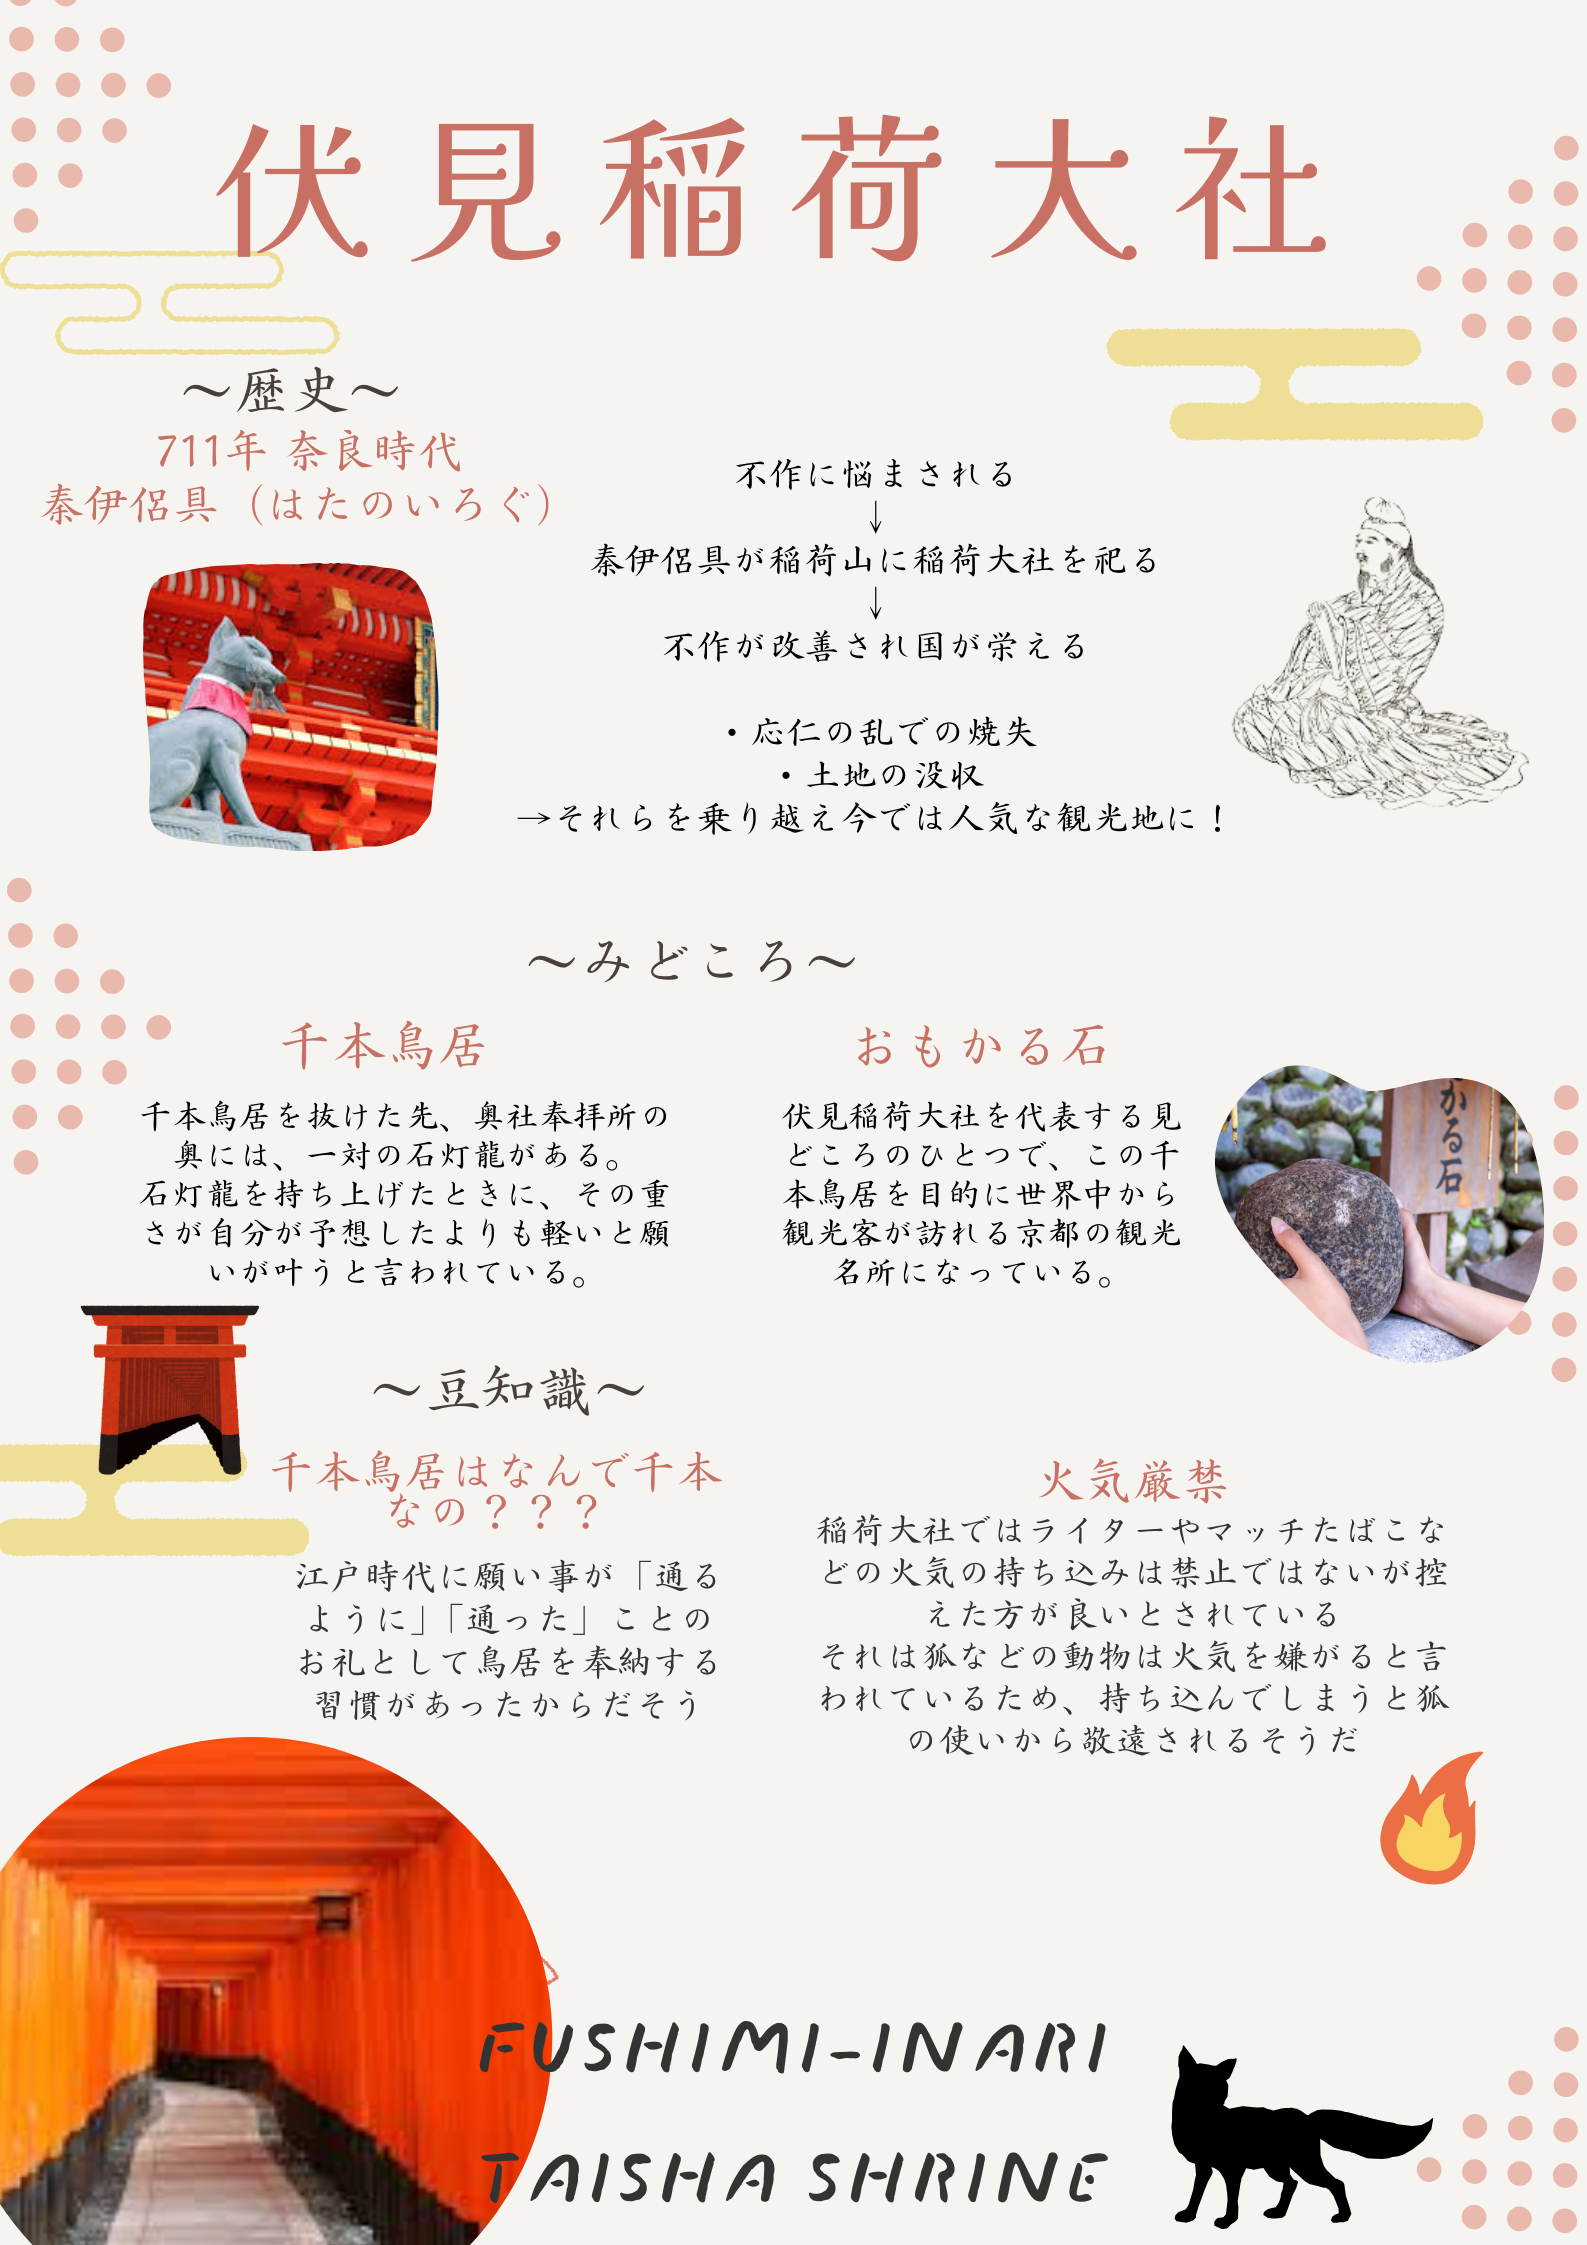 伏見稲荷大社
〜歴史〜
711年 奈良時代
秦伊侶具（はたのいろぐ）
不作に悩まされる
↓
秦伊侶具が稲荷山に稲荷大社を祀る
↓
不作が改善され国が栄える
・応仁の乱での焼失
・土地の没収
→それらを乗り越え今では人気な観光地に！
〜みどころ〜
千本鳥居
千本鳥居を抜けた先、奥社奉拝所の
奥には、一対の石灯龍がある。
石灯龍を持ち上げたときに、その重
さが自分が予想したよりも軽いと願
いが叶うと言われている。
おもかる石
伏見稲荷大社を代表する見
どころのひとつで、この千
本鳥居を目的に世界中から
観光客が訪れる京都の観光
名所になっている。
かる石
〜豆知識〜
千本鳥居はなんで千本
なの？？？
江戸時代に願い事が「通る
ように」「通った」ことの
お礼として鳥居を奉納する
習慣があったからだそう
火気厳禁
稲荷大社ではライターやマッチたばこな
どの火気の持ち込みは禁止ではないが控
えた方が良いとされている
それは狐などの動物は火気を嫌がると言
われているため、持ち込んでしまうと狐
の使いから敬遠されるそうだ
FUSHIMI-INARI
TAISHA SHRINE